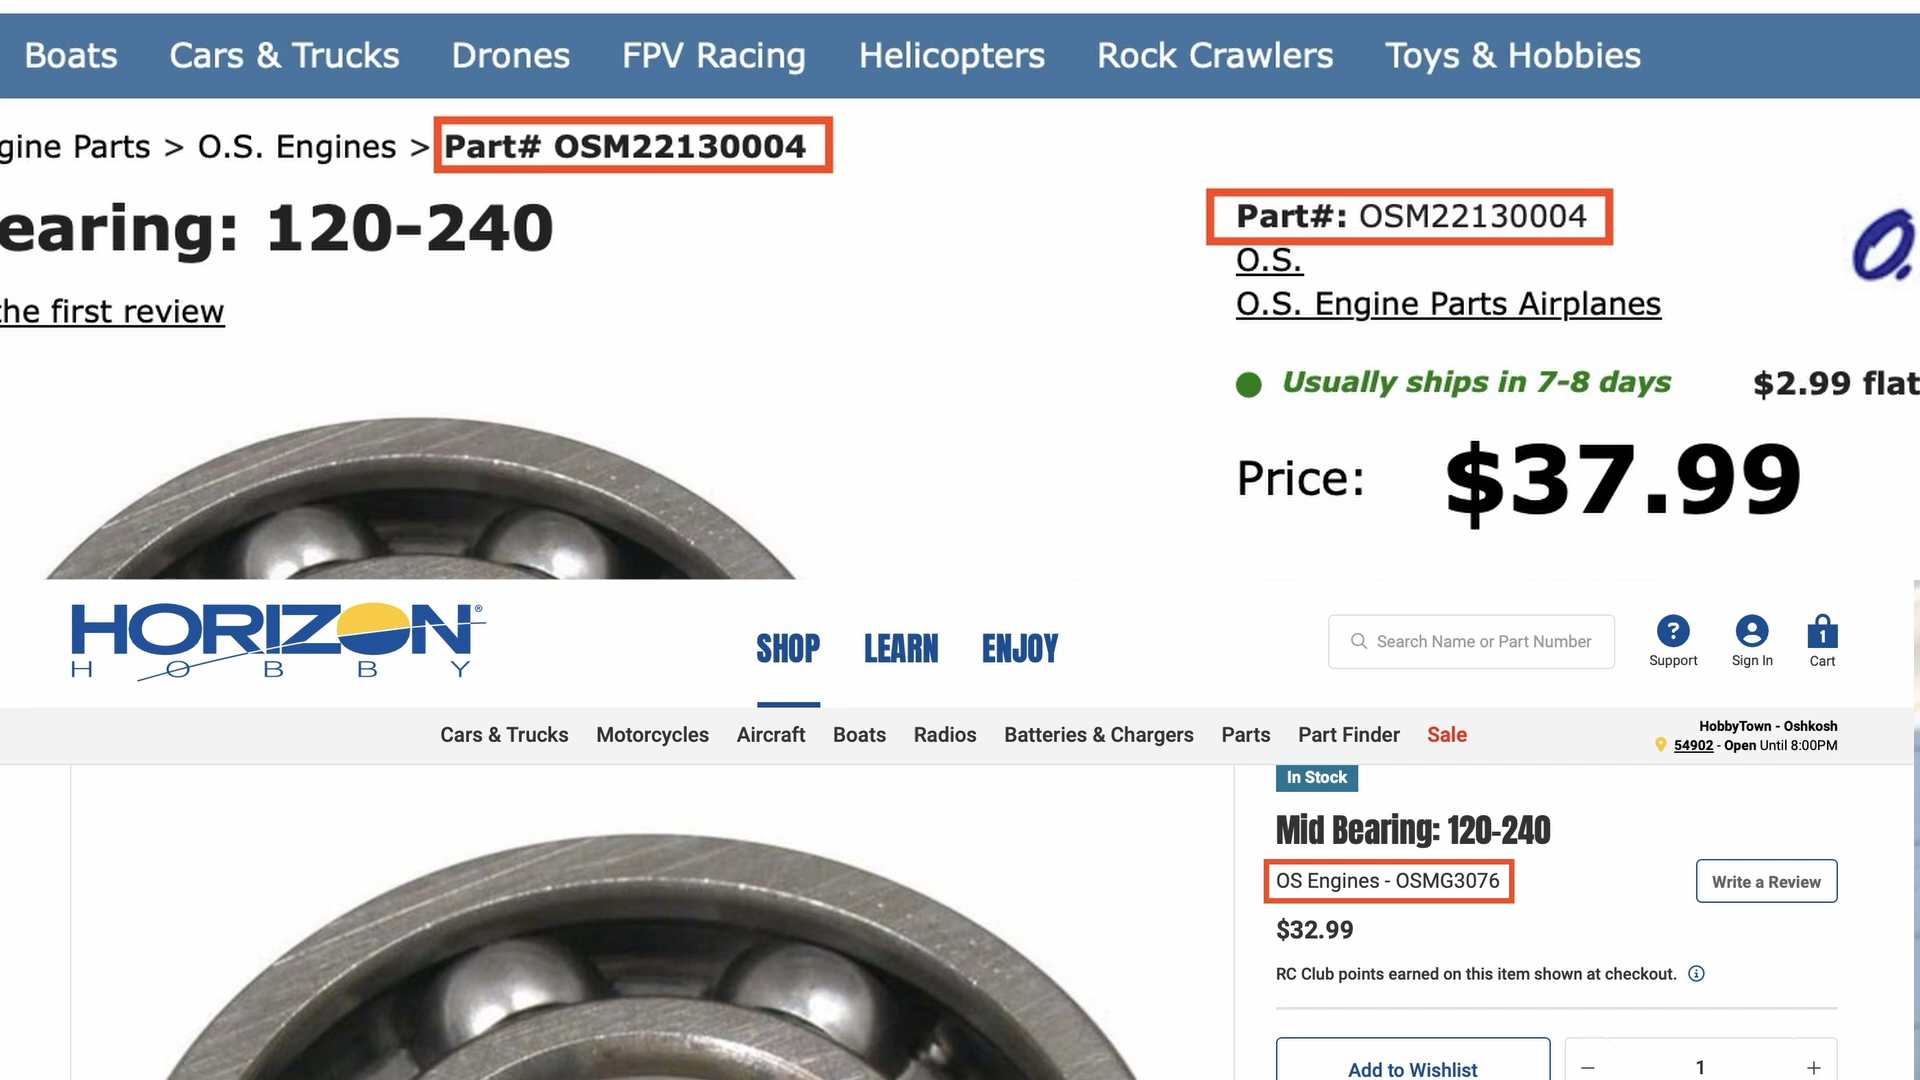 Boats Cars & Trucks Drones FPV Racing Helicopters Rock Crawlers Toys & Hobbies
gine Parts > O.S. Engines > Part# OSM22130004
earing: 120-240
the first review
Part#: OSM22130004
O.S.
O.S. Engine Parts Airplanes
O.
Usually ships in 7-8 days $2.99 flat
Price: $37.99
HORIZON®
HOBBY
SHOP LEARN ENJOY
Search Name or Part Number
? Support
Sign In
1 Cart
Cars & Trucks Motorcycles Aircraft Boats Radios Batteries & Chargers Parts Part Finder Sale
HobbyTown - Oshkosh
54902 - Open Until 8:00PM
In Stock
Mid Bearing: 120-240
OS Engines - OSMG3076
Write a Review
$32.99
RC Club points earned on this item shown at checkout.
Add to Wishlist
− 1 +